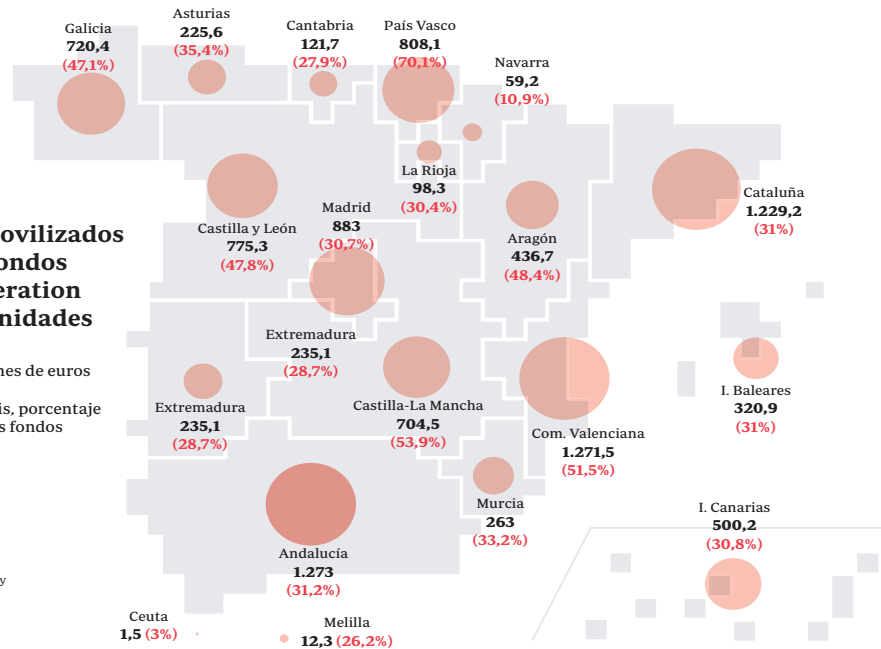 Galicia
720,4
(47,1%)
Asturias
225,6
(35,4%)
Cantabria
121,7
(27,9%)
País Vasco
808,1
(70,1%)
Navarra
59,2
(10,9%)
La Rioja
98,3
(30,4%)
Castilla y León
775,3
(47,8%)
Madrid
883
(30,7%)
Aragón
436,7
(48,4%)
Cataluña
1.229,2
(31%)
ovilizados
ondos
eration
nidades
nes de euros
is, porcentaje
s fondos
Extremadura
235,1
(28,7%)
Extremadura
235,1
(28,7%)
Castilla-La Mancha
704,5
(53,9%)
Com. Valenciana
1.271,5
(51,5%)
I. Baleares
320,9
(31%)
Murcia
263
(33,2%)
I. Canarias
500,2
(30,8%)
Andalucía
1.273
(31,2%)
y
Ceuta
1,5 (3%)
Melilla
12,3 (26,2%)